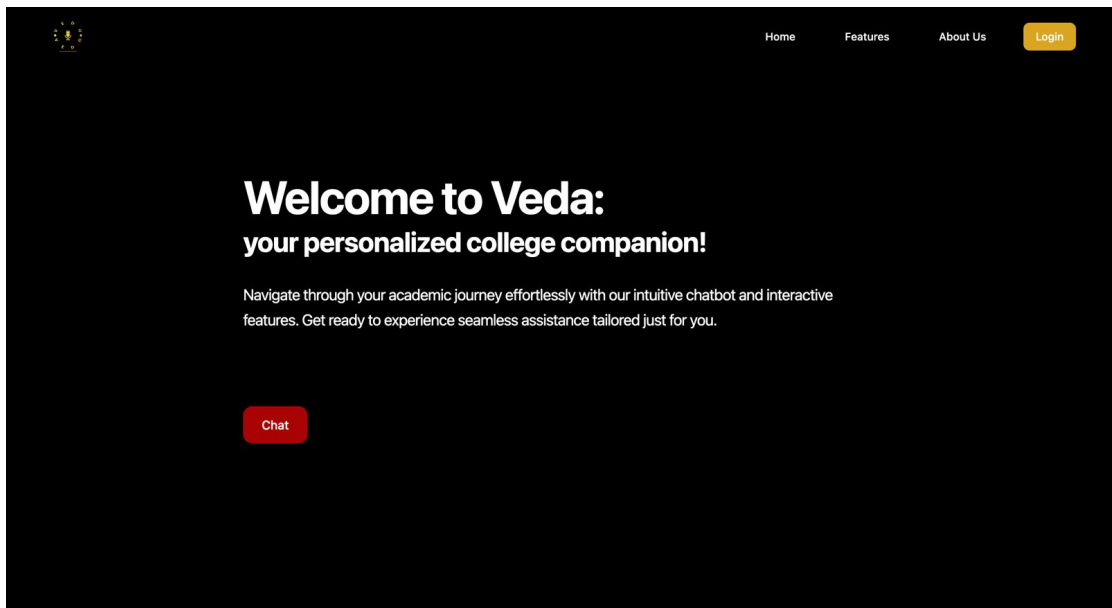 Home
Features
About Us
Login
Welcome to Veda:
your personalized college companion!
Navigate through your academic journey effortlessly with our intuitive chatbot and interactive
features. Get ready to experience seamless assistance tailored just for you.
Chat